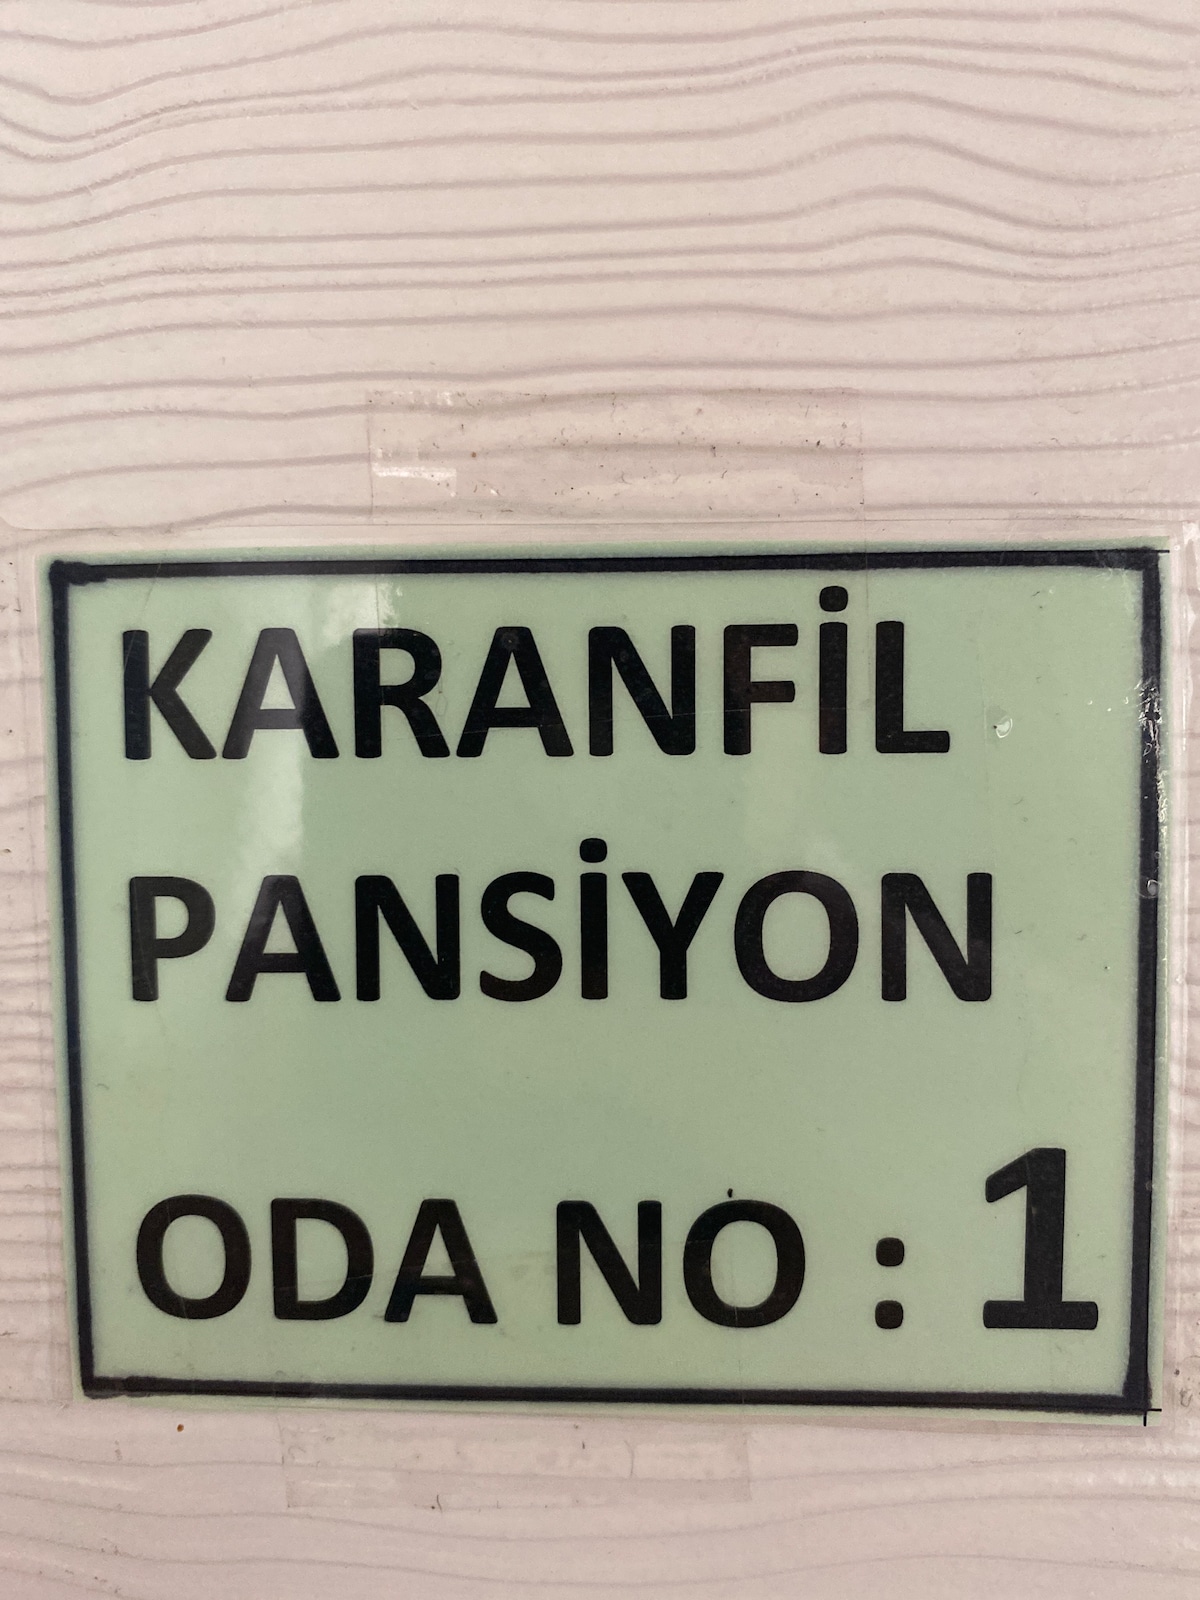 KARANFİL
PANSİYON
ODA NO : 1